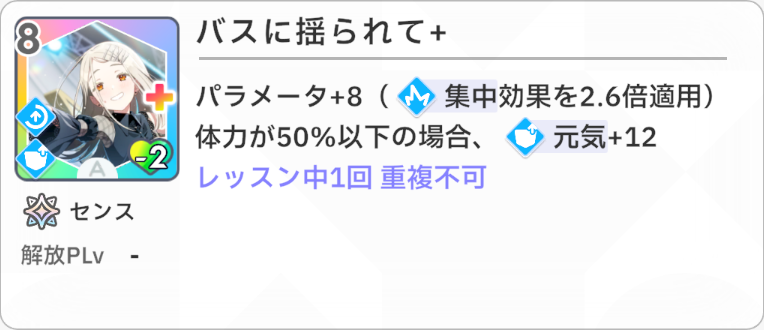 8
バスに揺られて+
パラメータ+8（集中効果を2.6倍適用）
体力が50%以下の場合、元気+12
レッスン中1回 重複不可
A
-2
センス
解放PLv -